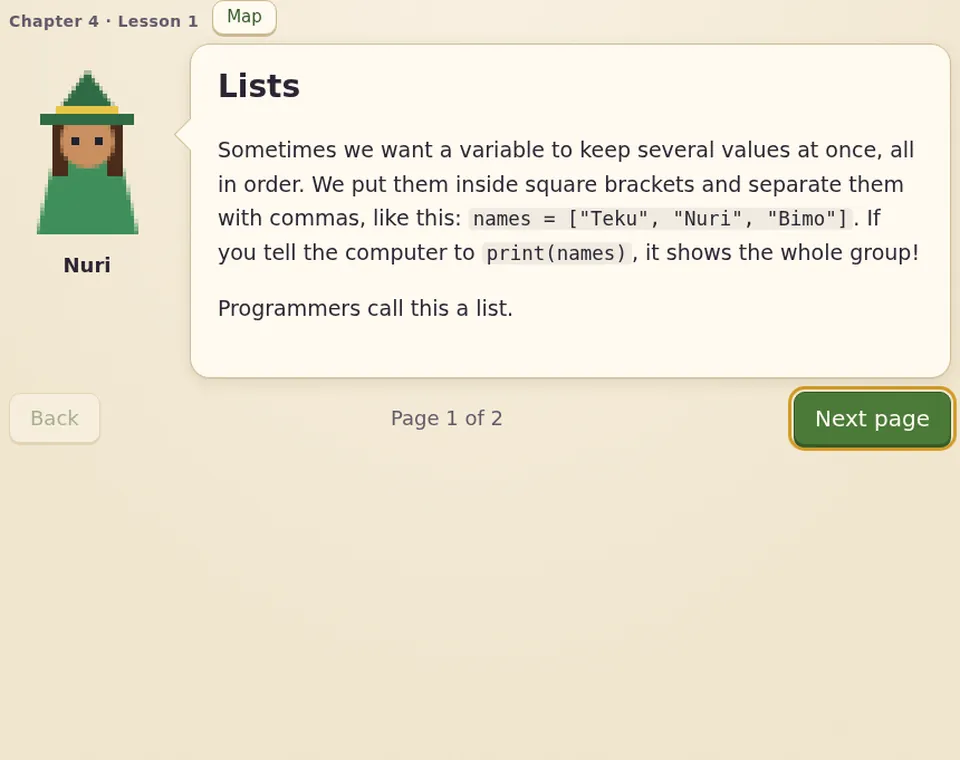 Chapter 4 · Lesson 1
Map
Lists
Sometimes we want a variable to keep several values at once, all
in order. We put them inside square brackets and separate them
with commas, like this: names = ["Teku", "Nuri", "Bimo"]. If
you tell the computer to print(names), it shows the whole group!
Programmers call this a list.
Nuri
Back
Page 1 of 2
Next page